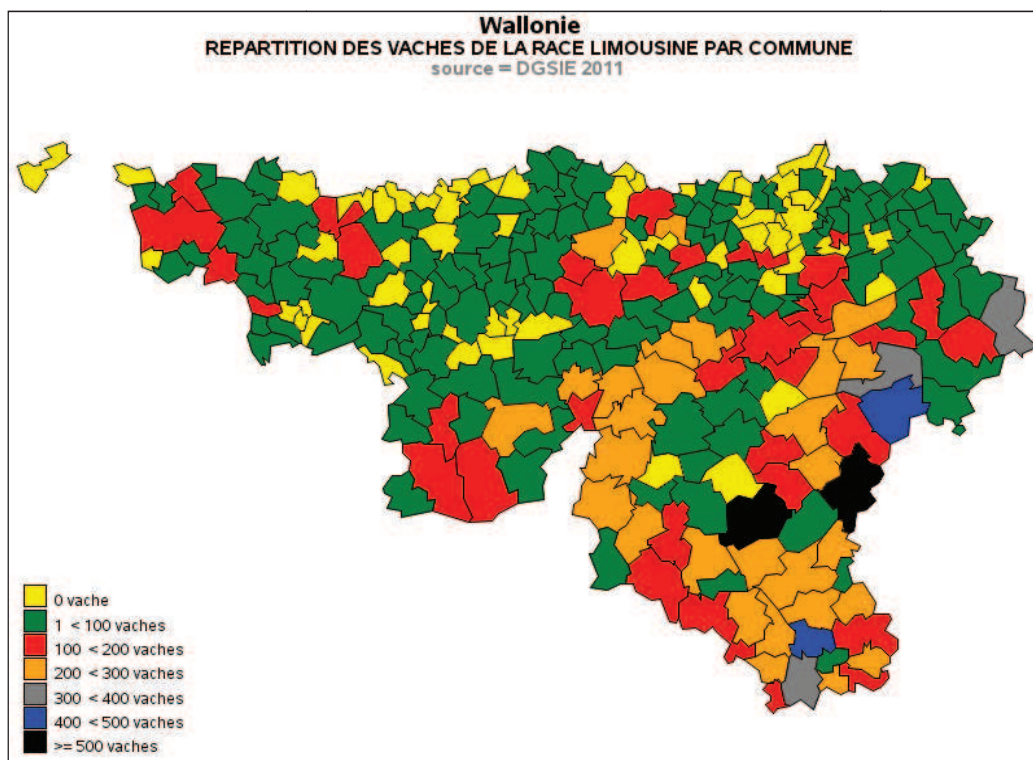 Wallonie
REPARTITION DES VACHES DE LA RACE LIMOUSINE PAR COMMUNE
source = DGSIE 2011
0 vache
1 < 100 vaches
100 < 200 vaches
200 < 300 vaches
300 < 400 vaches
400 < 500 vaches
>= 500 vaches